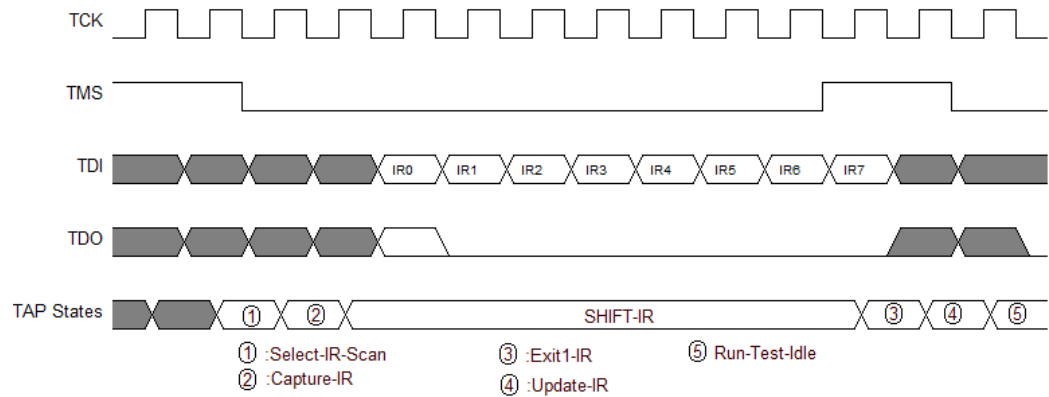 TCK
TMS
TDI IR0 IR1 IR2 IR3 IR4 IR5 IR6 IR7
TDO
TAP States 1 2 SHIFT-IR 3 4 5
1 :Select-IR-Scan 3 :Exit1-IR 5 Run-Test-Idle
2 :Capture-IR 4 :Update-IR